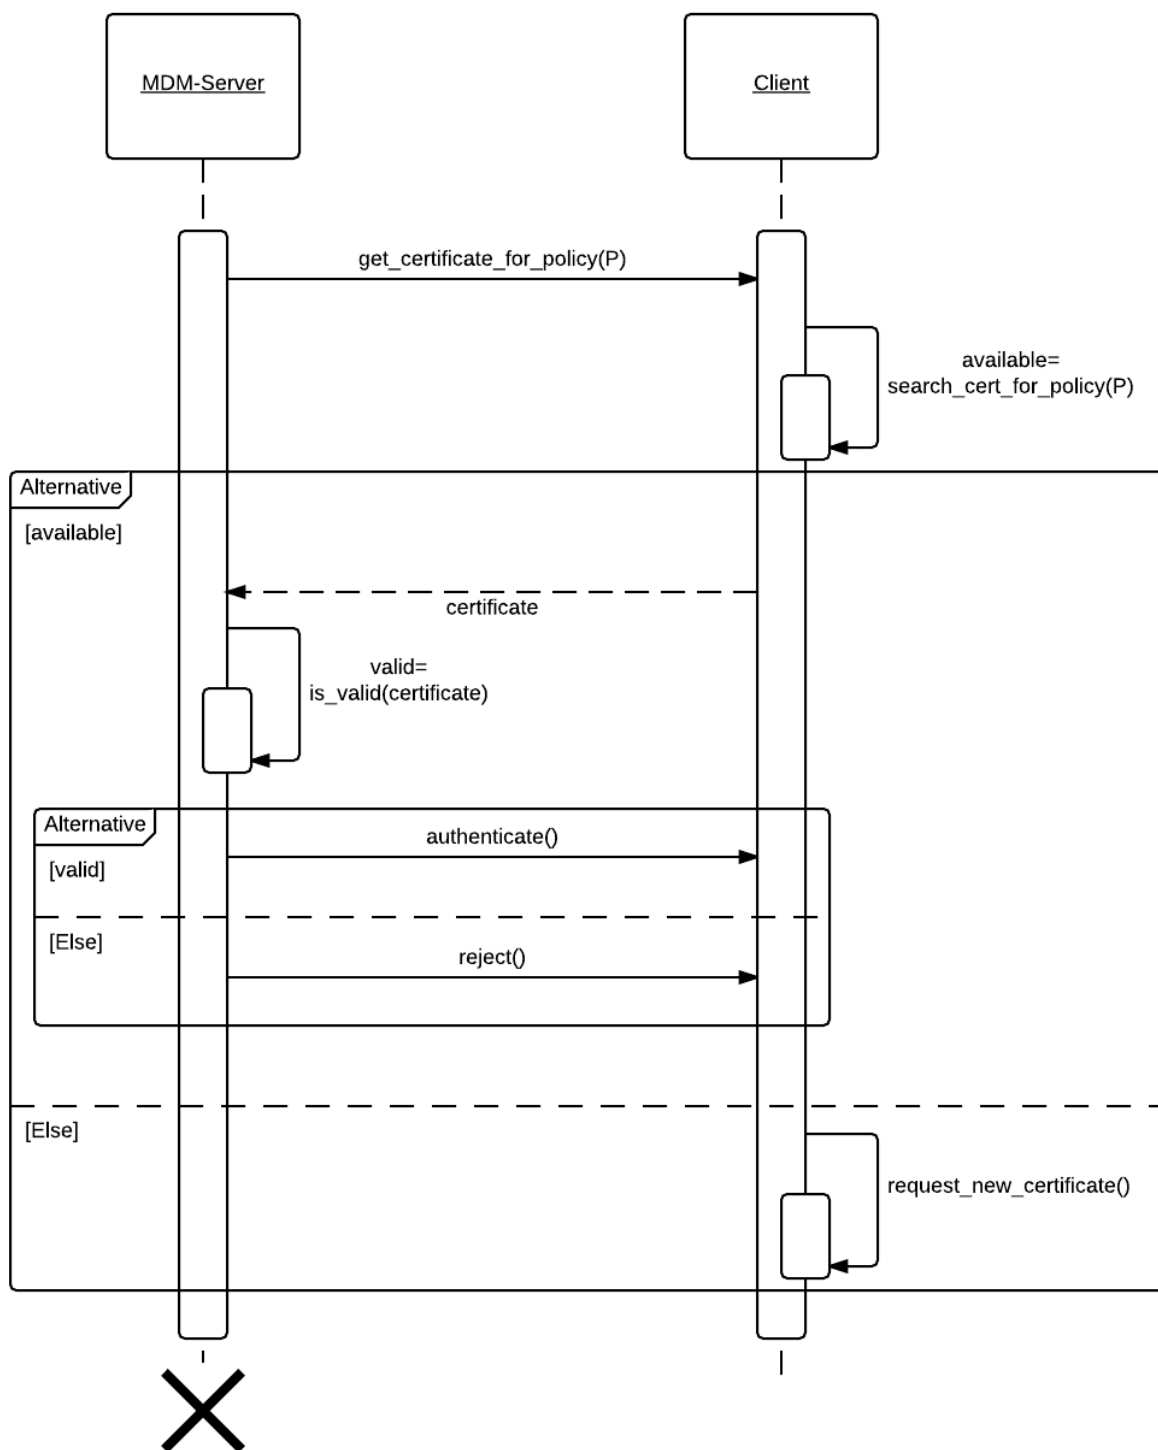 MDM-Server
Client
get_certificate_for_policy(P)
available=
search_cert_for_policy(P)
Alternative
[available]
certificate
valid=
is_valid(certificate)
Alternative
authenticate()
[valid]
[Else]
reject()
[Else]
request_new_certificate()